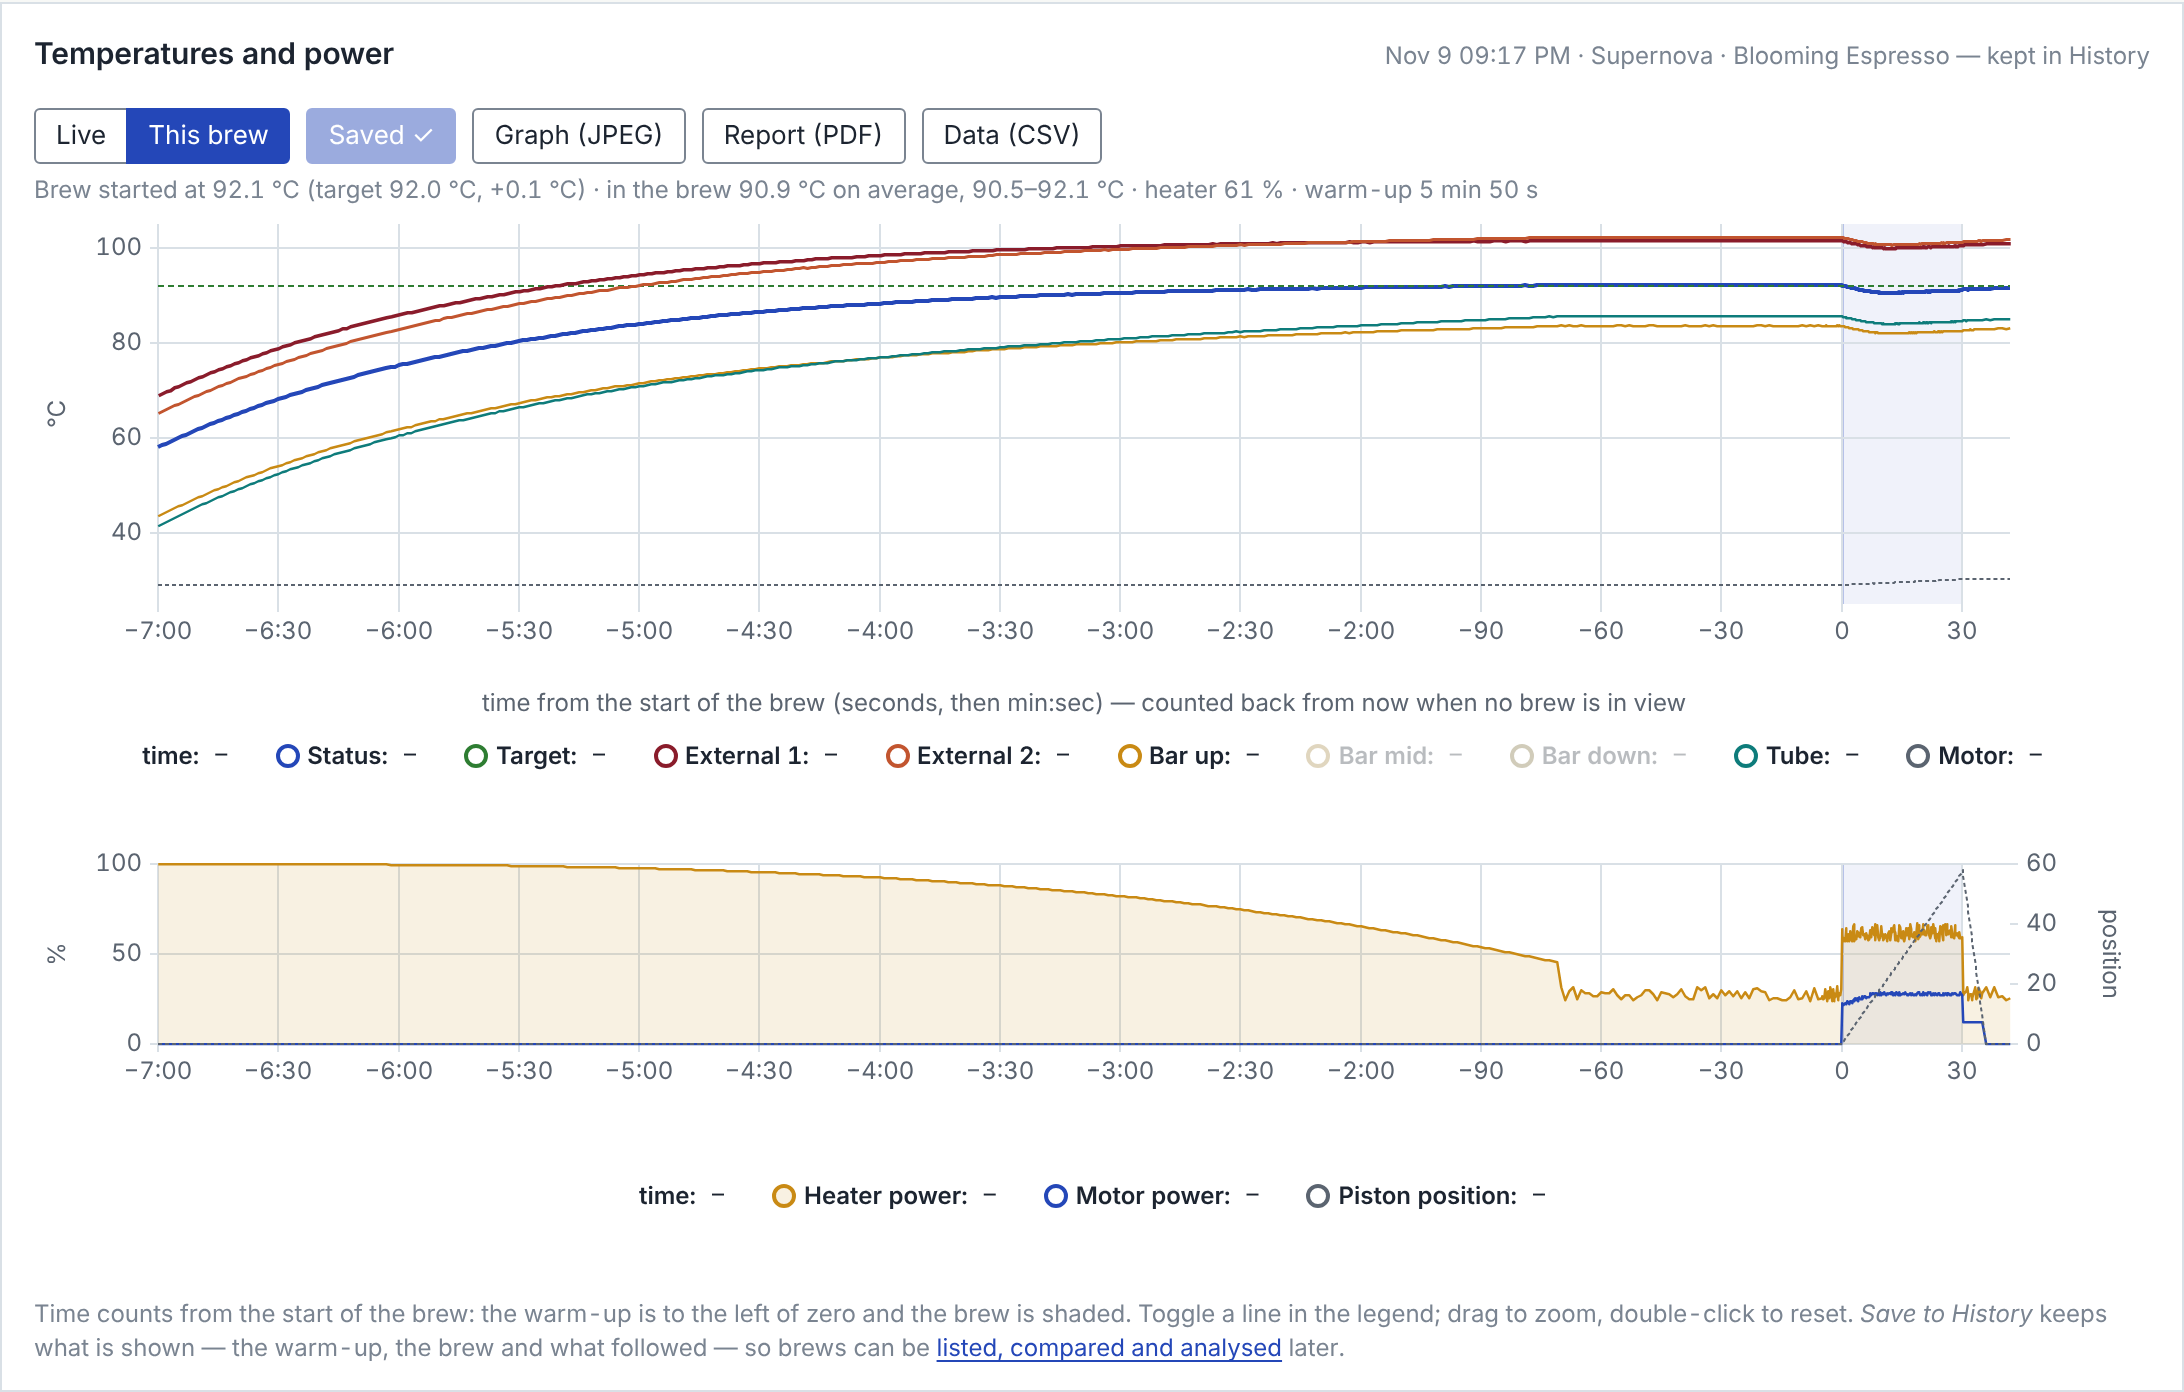 Temperatures and power
Nov 9 09:17 PM · Supernova · Blooming Espresso — kept in History
Live
This brew
Saved ✓
Graph (JPEG)
Report (PDF)
Data (CSV)
Brew started at 92.1 °C (target 92.0 °C, +0.1 °C) · in the brew 90.9 °C on average, 90.5–92.1 °C · heater 61 % · warm-up 5 min 50 s
100
80
60
40
°C
−7:00 −6:30 −6:00 −5:30 −5:00 −4:30 −4:00 −3:30 −3:00 −2:30 −2:00 −90 −60 −30 0 30
time from the start of the brew (seconds, then min:sec) — counted back from now when no brew is in view
time: – Status: – Target: – External 1: – External 2: – Bar up: – Bar mid: – Bar down: – Tube: – Motor: –
100
50
0
%
60
40
20
0
position
−7:00 −6:30 −6:00 −5:30 −5:00 −4:30 −4:00 −3:30 −3:00 −2:30 −2:00 −90 −60 −30 0 30
time: – Heater power: – Motor power: – Piston position: –
Time counts from the start of the brew: the warm-up is to the left of zero and the brew is shaded. Toggle a line in the legend; drag to zoom, double-click to reset. Save to History keeps
what is shown — the warm-up, the brew and what followed — so brews can be listed, compared and analysed later.